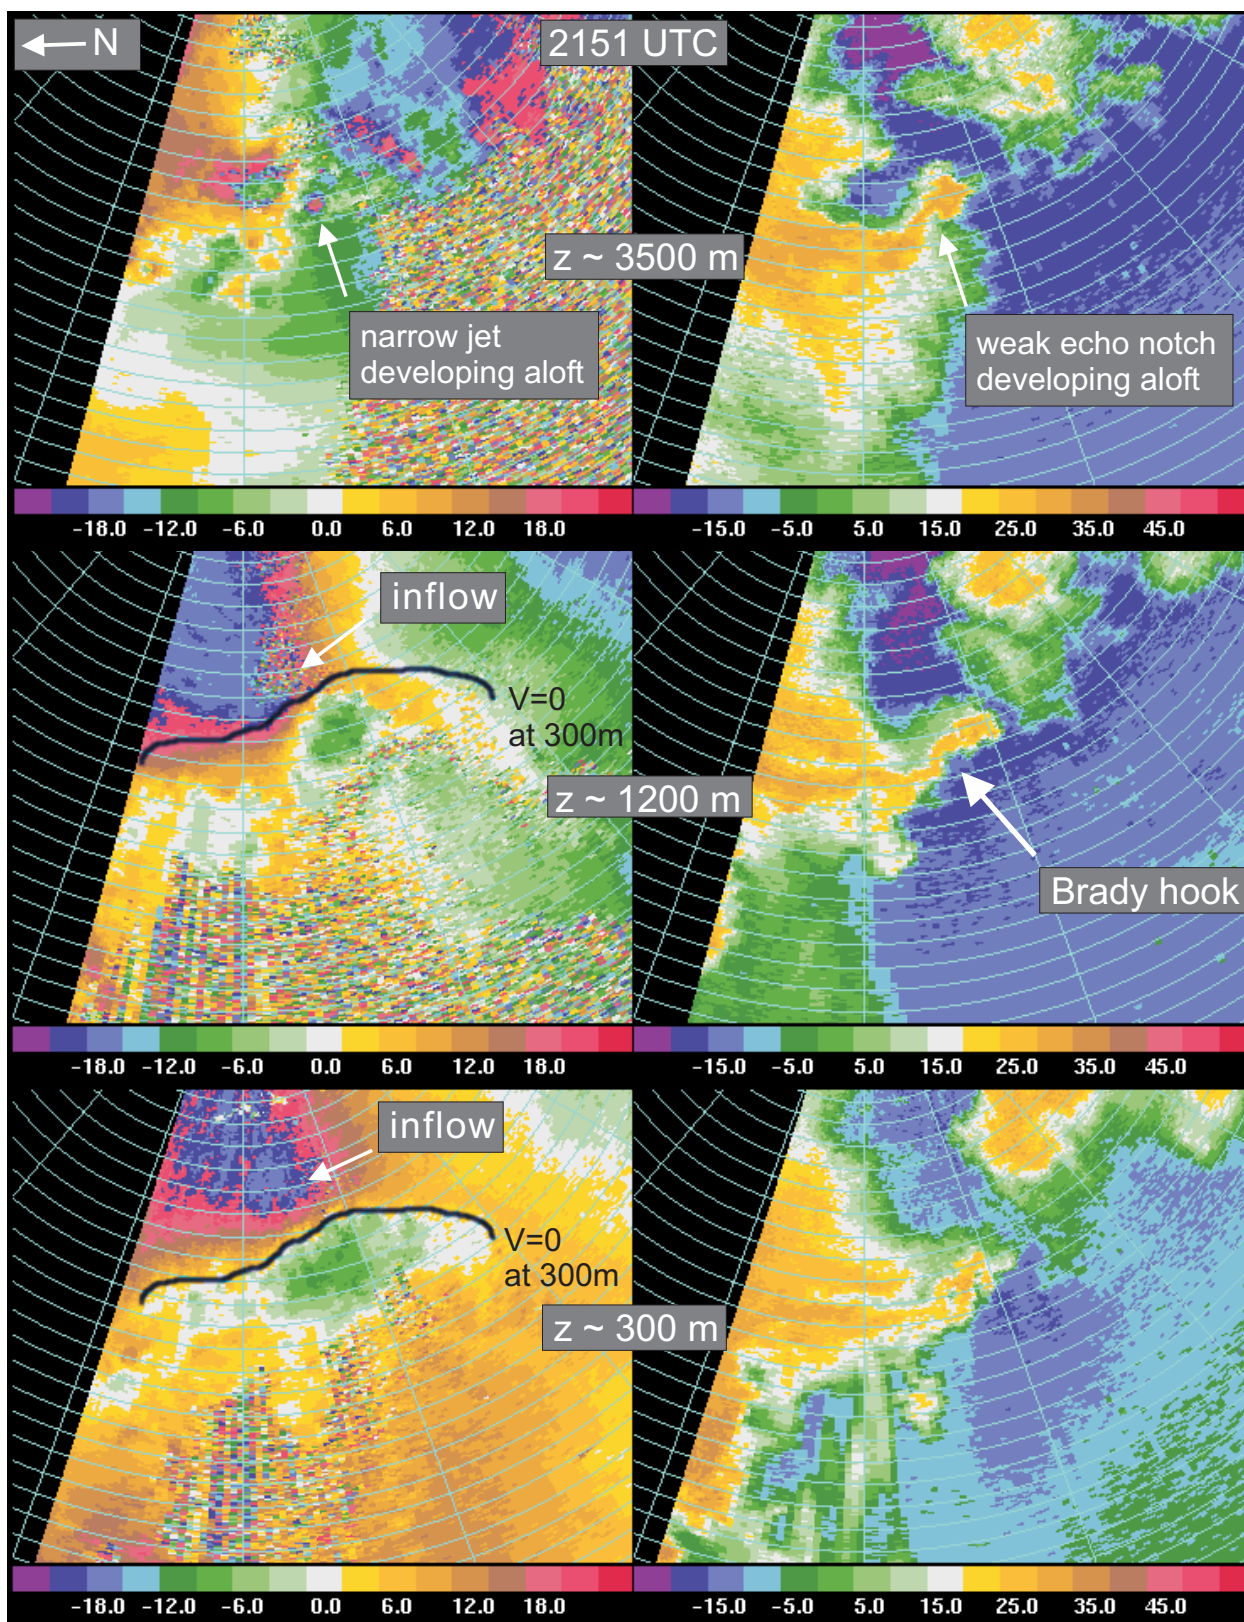 N
2151 UTC
z ~ 3500 m
narrow jet
developing aloft
weak echo notch
developing aloft
-18.0 -12.0 -6.0 0.0 6.0 12.0 18.0
-15.0 -5.0 5.0 15.0 25.0 35.0 45.0
inflow
V=0
at 300m
z ~ 1200 m
Brady hook
-18.0 -12.0 -6.0 0.0 6.0 12.0 18.0
-15.0 -5.0 5.0 15.0 25.0 35.0 45.0
inflow
V=0
at 300m
z ~ 300 m
-18.0 -12.0 -6.0 0.0 6.0 12.0 18.0
-15.0 -5.0 5.0 15.0 25.0 35.0 45.0